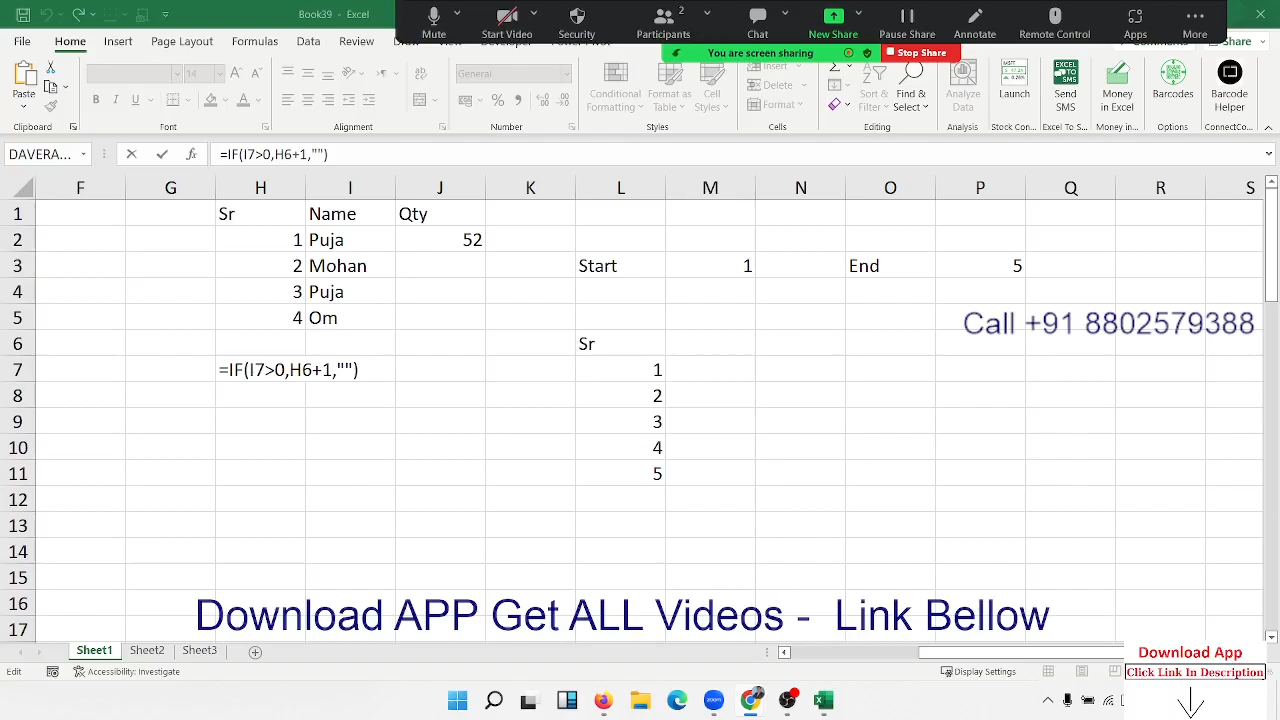 Book39 - Excel
Mute
Start Video
Security
Participants
2
Chat
New Share
Pause Share
Annotate
Remote Control
Apps
More
You are screen sharing
Stop Share
File
Home
Insert
Page Layout
Formulas
Data
Review
View
Developer
Comments
Share
Paste
Clipboard
B I U
Font
Alignment
General
Number
Conditional Formatting
Format as Table
Cell Styles
Styles
Insert
Delete
Format
Cells
Sort & Filter
Find & Select
Editing
Analyze Data
Analysis
Launch
Stock Con...
Send SMS
Excel To S...
Money in Excel
Money in...
Barcodes
Options
Barcode Helper
ConnectCo...
DAVERA...
fx
=IF(I7>0,H6+1,"")
F G H I J K L M N O P Q R S
1 Sr Name Qty
2 1 Puja 52
3 2 Mohan Start 1 End 5
4 3 Puja
5 4 Om
Call +91 8802579388
6 Sr
7 =IF(I7>0,H6+1,"") 1
8 2
9 3
10 4
11 5
12
13
14
15
16
17
Download APP Get ALL Videos - Link Bellow
Sheet1
Sheet2
Sheet3
Download App
Click Link In Description
Edit
Accessibility: Investigate
Display Settings
zoom